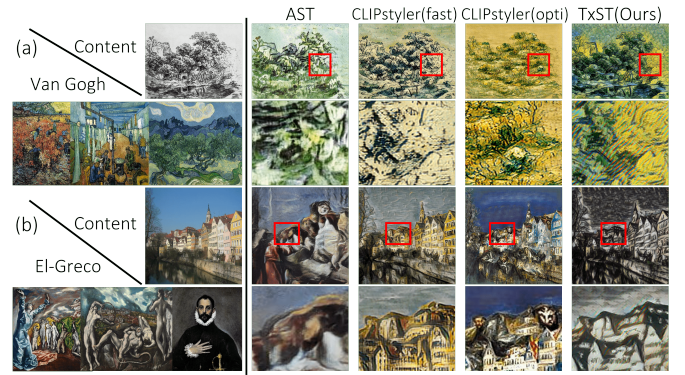 AST CLIPstyler(fast) CLIPstyler(opti) TxST(Ours)
(a) Content
Van Gogh
(b) Content
El-Greco